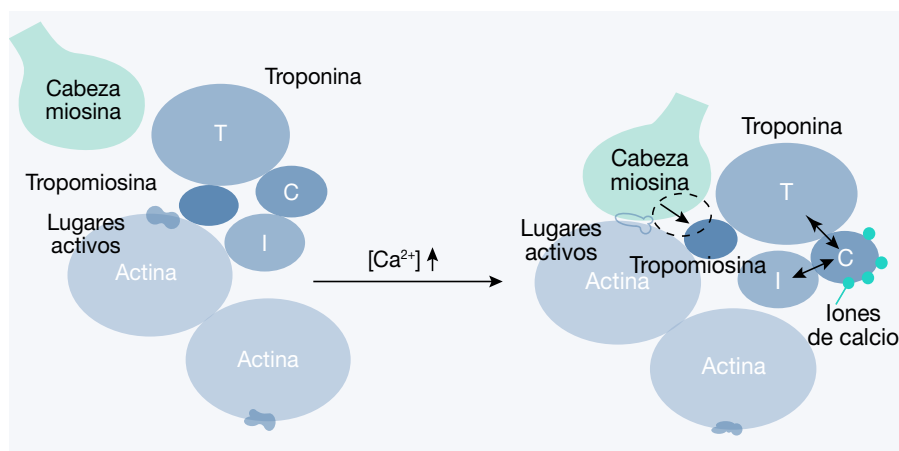 Cabeza
miosina
Troponina
T
Tropomiosina
C
Lugares
activos
I
Actina
Actina
[Ca²⁺]
Troponina
Cabeza
miosina
T
Lugares
activos
Tropomiosina
C
Actina
I
Iones
de calcio
Actina